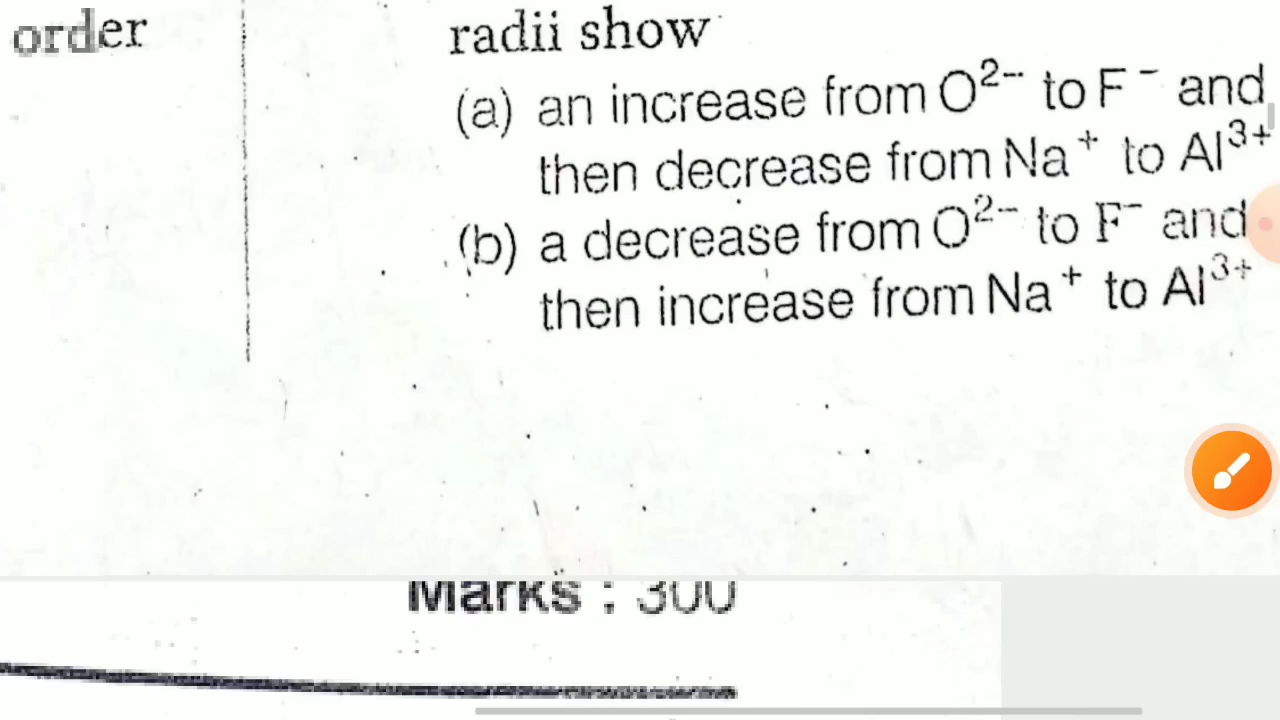 order
radii show
(a) an increase from O²⁻ to F⁻ and
then decrease from Na⁺ to Al³⁺
(b) a decrease from O²⁻ to F⁻ and
then increase from Na⁺ to Al³⁺
Marks : 300